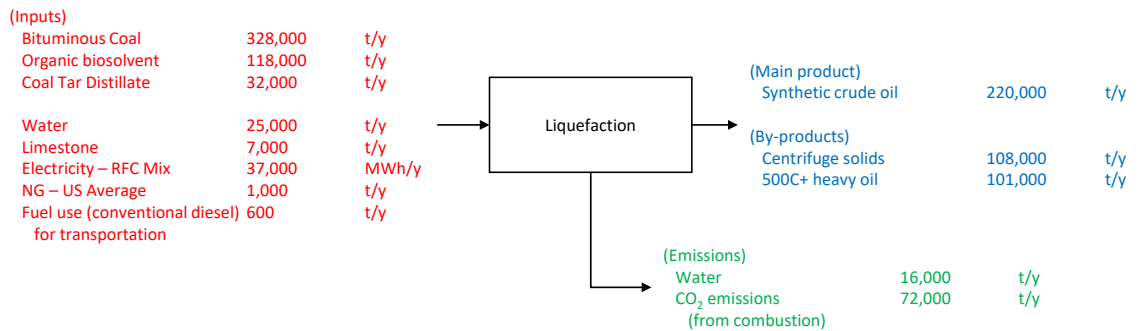 (Inputs)
Bituminous Coal 328,000 t/y
Organic biosolvent 118,000 t/y
Coal Tar Distillate 32,000 t/y
Water 25,000 t/y
Limestone 7,000 t/y
Electricity – RFC Mix 37,000 MWh/y
NG – US Average 1,000 t/y
Fuel use (conventional diesel) 600 t/y
for transportation
Liquefaction
(Main product)
Synthetic crude oil 220,000 t/y
(By-products)
Centrifuge solids 108,000 t/y
500C+ heavy oil 101,000 t/y
(Emissions)
Water 16,000 t/y
CO₂ emissions 72,000 t/y
(from combustion)